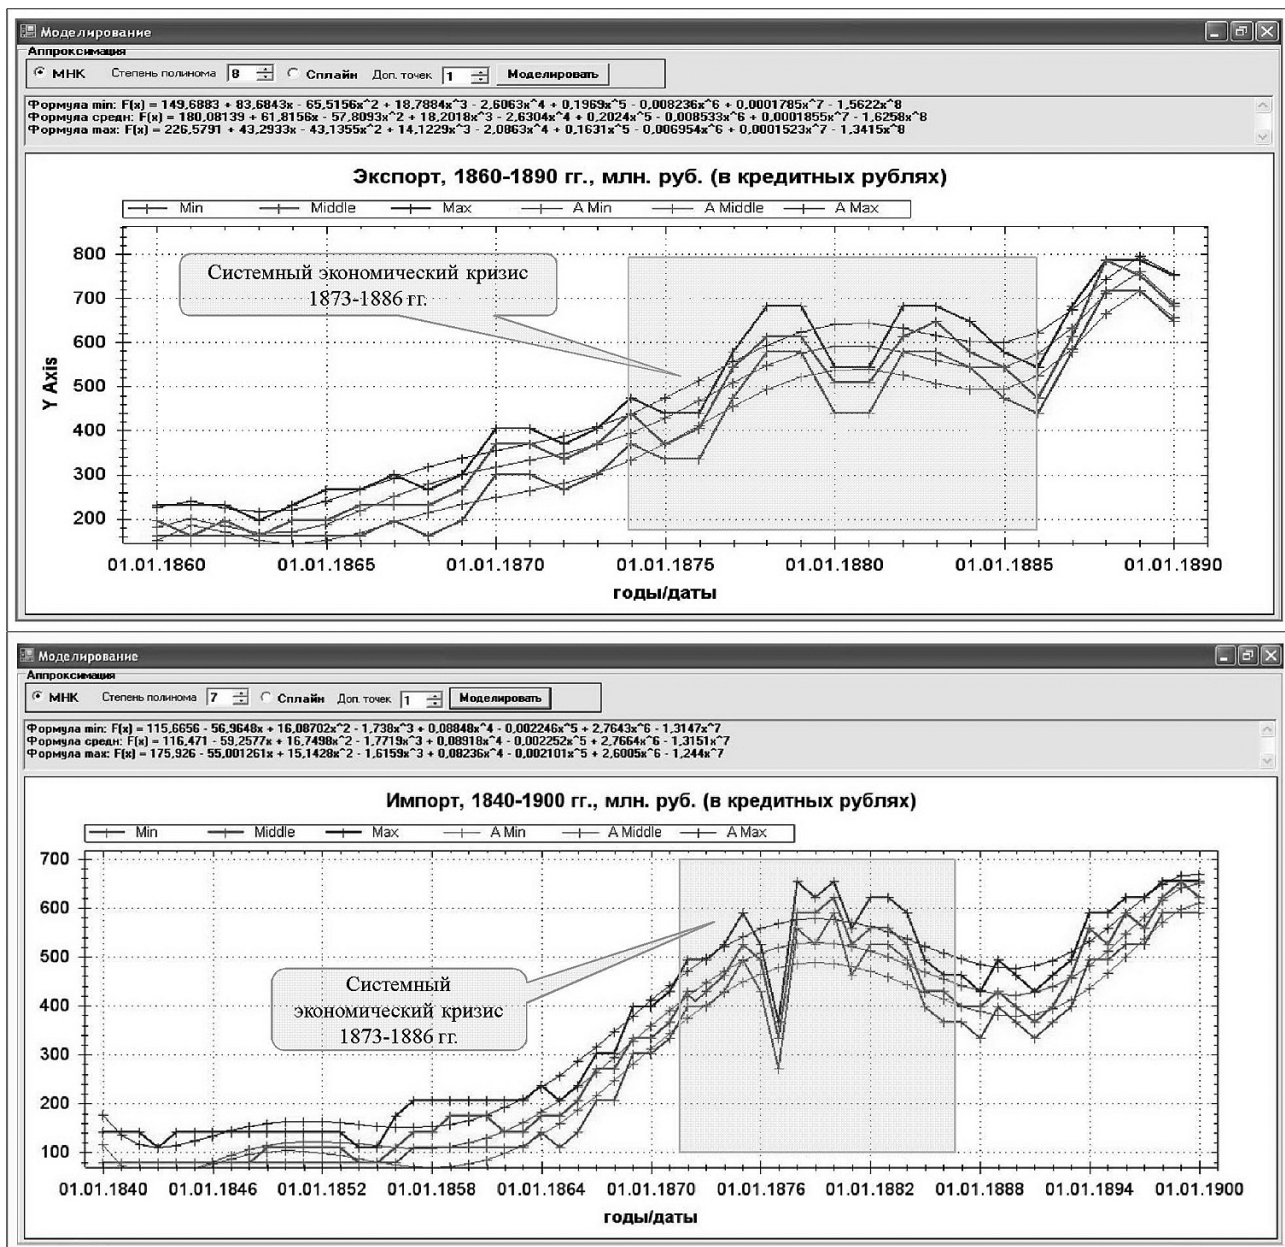 Моделирование
Аппроксимация
МНК Степень полинома 8 Сплайн Доп. точек 1 Моделировать
Формула min: F(x) = 149,6883 + 83,6843x - 65,5156x^2 + 18,7884x^3 - 2,6063x^4 + 0,1969x^5 - 0,008236x^6 + 0,0001785x^7 - 1,5622x^8
Формула средн: F(x) = 180,08139 + 61,8156x - 57,8093x^2 + 18,2018x^3 - 2,6304x^4 + 0,2024x^5 - 0,008533x^6 + 0,0001855x^7 - 1,6258x^8
Формула max: F(x) = 226,5791 + 43,2933x - 43,1355x^2 + 14,1229x^3 - 2,0863x^4 + 0,1631x^5 - 0,006954x^6 + 0,0001523x^7 - 1,3415x^8
Экспорт, 1860-1890 гг., млн. руб. (в кредитных рублях)
Min Middle Max A Min A Middle A Max
Y Axis
800
700
600
500
400
300
200
Системный экономический кризис
1873-1886 гг.
01.01.1860 01.01.1865 01.01.1870 01.01.1875 01.01.1880 01.01.1885 01.01.1890
годы/даты
Моделирование
Аппроксимация
МНК Степень полинома 7 Сплайн Доп. точек 1 Моделировать
Формула min: F(x) = 115,6656 - 56,9648x + 16,08702x^2 - 1,738x^3 + 0,08848x^4 - 0,002246x^5 + 2,7643x^6 - 1,3147x^7
Формула средн: F(x) = 116,471 - 59,2577x + 16,7498x^2 - 1,7719x^3 + 0,08918x^4 - 0,002252x^5 + 2,7664x^6 - 1,3151x^7
Формула max: F(x) = 175,926 - 55,001261x + 15,1428x^2 - 1,6159x^3 + 0,08236x^4 - 0,002101x^5 + 2,6005x^6 - 1,244x^7
Импорт, 1840-1900 гг., млн. руб. (в кредитных рублях)
Min Middle Max A Min A Middle A Max
700
600
500
400
300
200
100
Системный
экономический кризис
1873-1886 гг.
01.01.1840 01.01.1846 01.01.1852 01.01.1858 01.01.1864 01.01.1870 01.01.1876 01.01.1882 01.01.1888 01.01.1894 01.01.1900
годы/даты